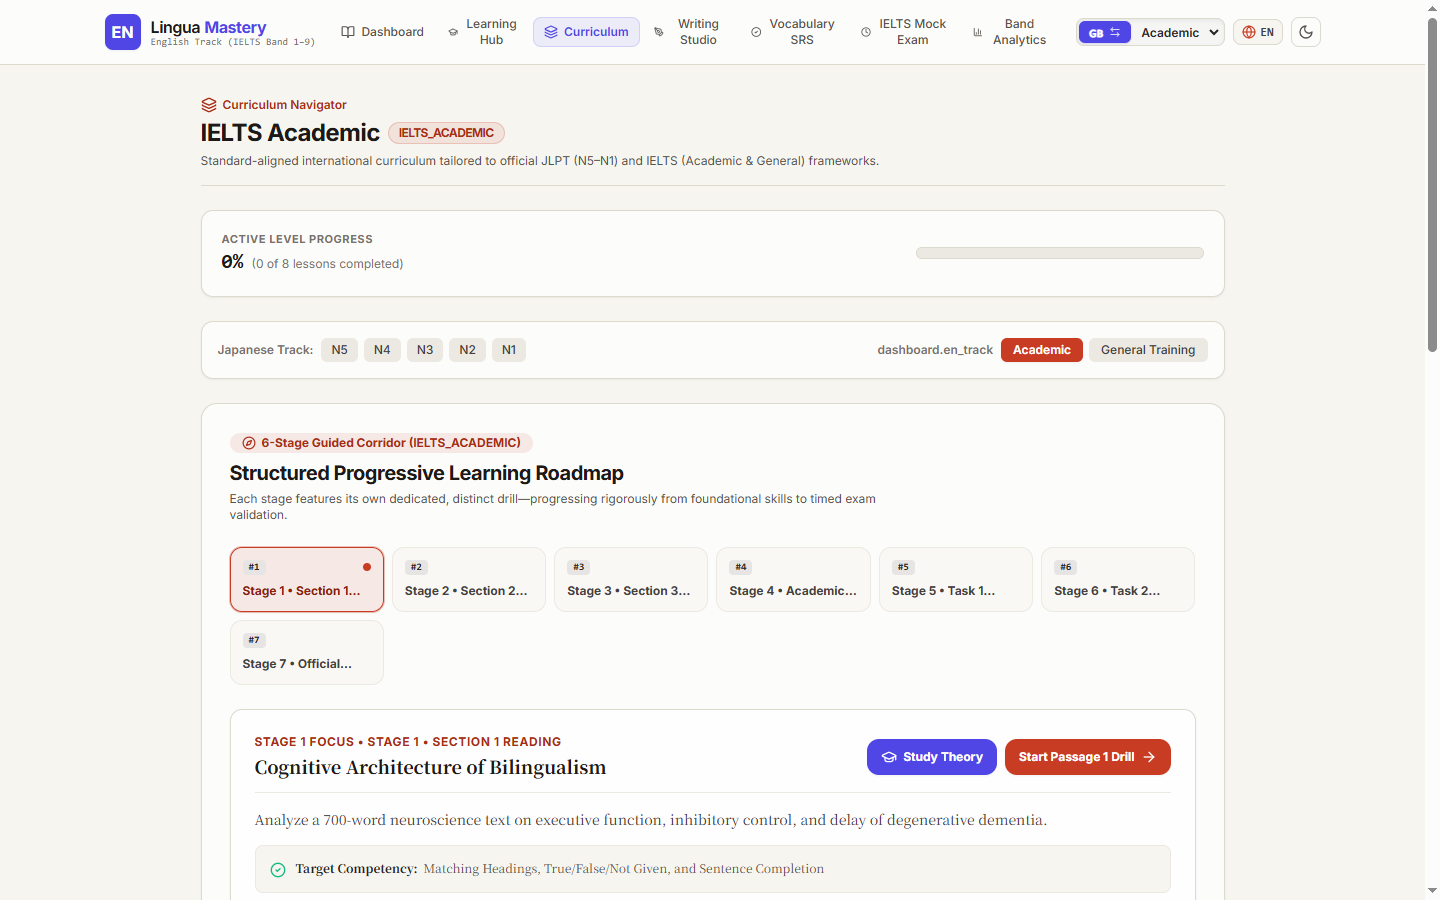 EN
Lingua Mastery
English Track (IELTS Band 1–9)
Dashboard
Learning
Hub
Curriculum
Writing
Studio
Vocabulary
SRS
IELTS Mock
Exam
Band
Analytics
GB
Academic
EN
Curriculum Navigator
IELTS Academic
IELTS_ACADEMIC
Standard-aligned international curriculum tailored to official JLPT (N5–N1) and IELTS (Academic & General) frameworks.
ACTIVE LEVEL PROGRESS
0% (0 of 8 lessons completed)
Japanese Track: N5 N4 N3 N2 N1
dashboard.en_track Academic General Training
6-Stage Guided Corridor (IELTS_ACADEMIC)
Structured Progressive Learning Roadmap
Each stage features its own dedicated, distinct drill—progressing rigorously from foundational skills to timed exam
validation.
#1
Stage 1 • Section 1...
#2
Stage 2 • Section 2...
#3
Stage 3 • Section 3...
#4
Stage 4 • Academic...
#5
Stage 5 • Task 1...
#6
Stage 6 • Task 2...
#7
Stage 7 • Official...
STAGE 1 FOCUS • STAGE 1 • SECTION 1 READING
Cognitive Architecture of Bilingualism
Study Theory
Start Passage 1 Drill
Analyze a 700-word neuroscience text on executive function, inhibitory control, and delay of degenerative dementia.
Target Competency: Matching Headings, True/False/Not Given, and Sentence Completion